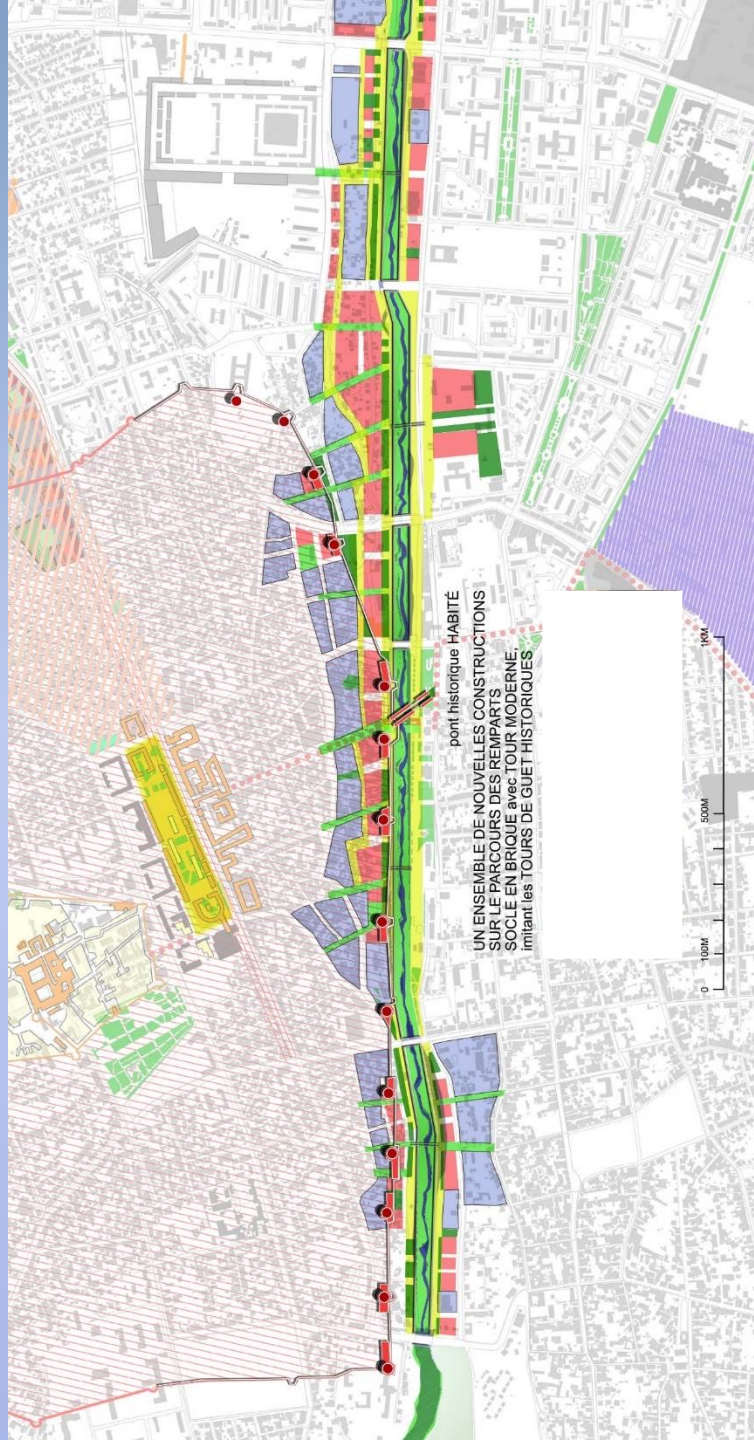 pont historique HABITÉ
UN ENSEMBLE DE NOUVELLES CONSTRUCTIONS
SUR LE PARCOURS DES REMPARTS
SOCLE EN BRIQUE avec TOUR MODERNE,
imitant les TOURS DE GUET HISTORIQUES
0 100M 500M 1KM